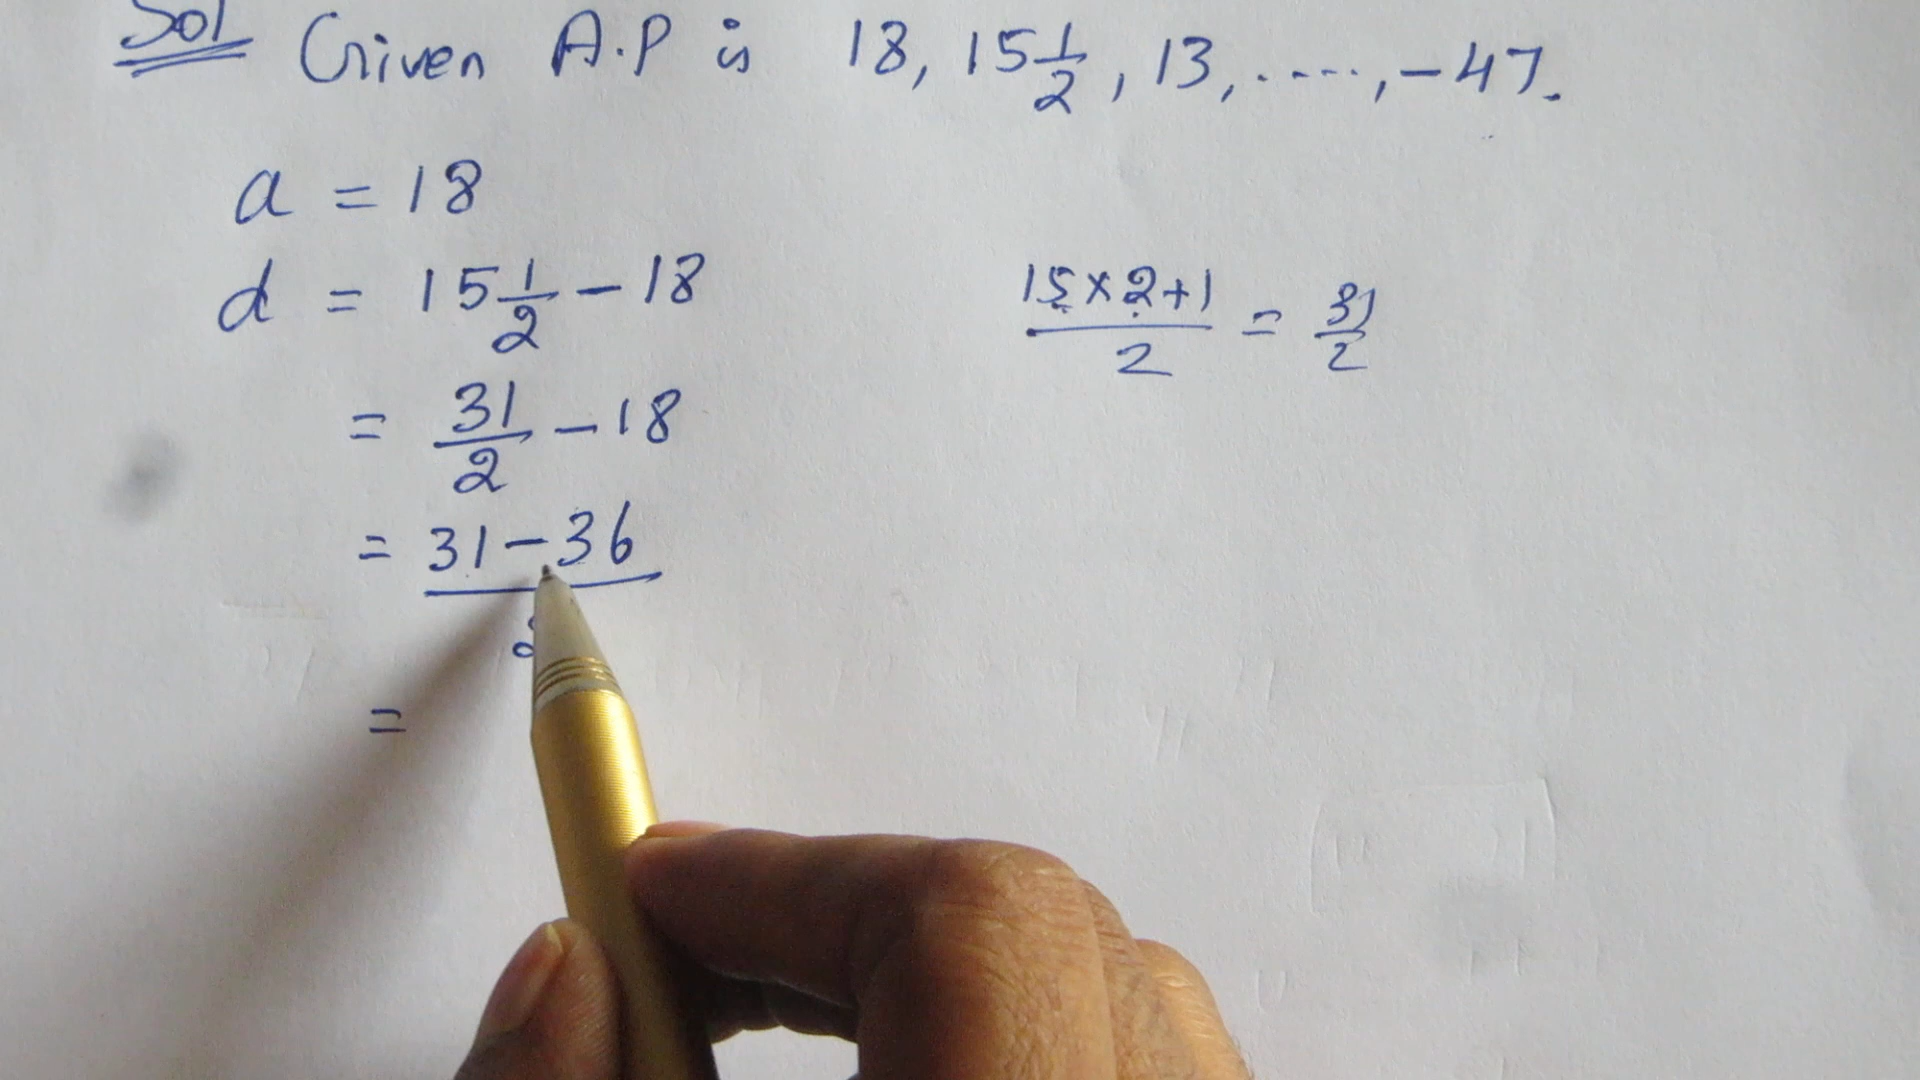 Sol Given A.P is 18, 15 1/2, 13, ....., -47.
a = 18
d = 15 1/2 - 18
(15×2+1)/2 = 31/2
= 31/2 - 18
= (31-36)/2
=